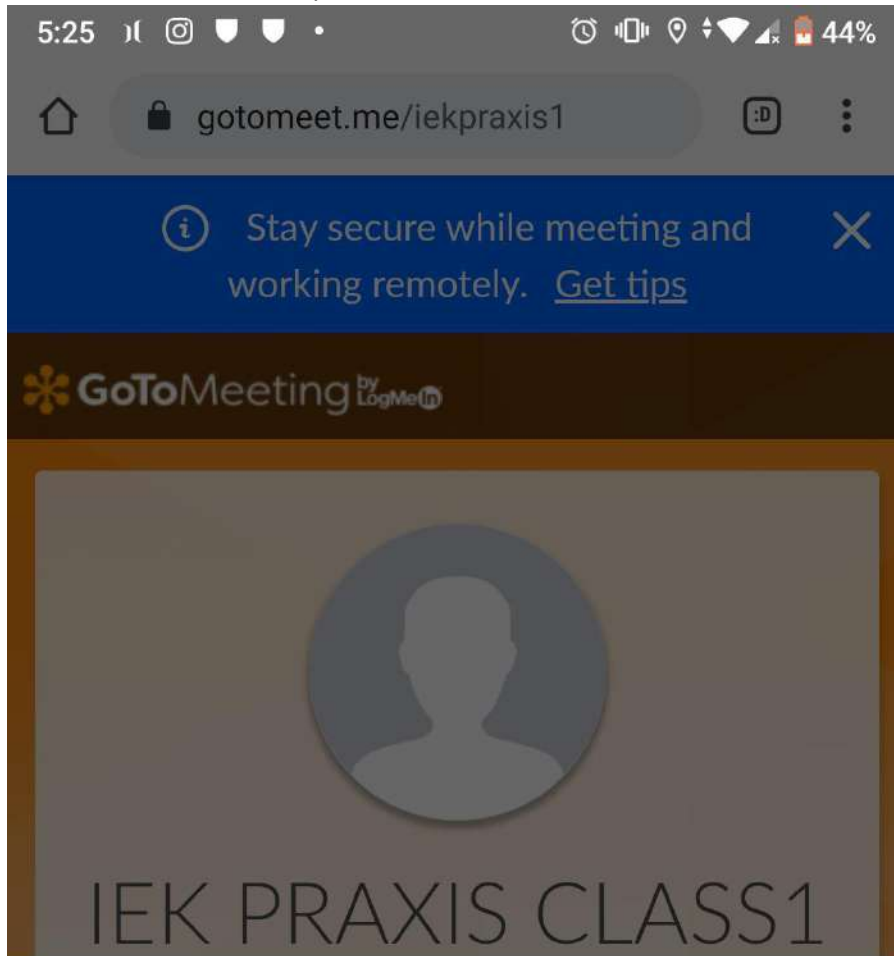 5:25 44%
gotomeet.me/iekpraxis1 :D
Stay secure while meeting and
working remotely. Get tips
GoToMeeting by LogMeIn
IEK PRAXIS CLASS1